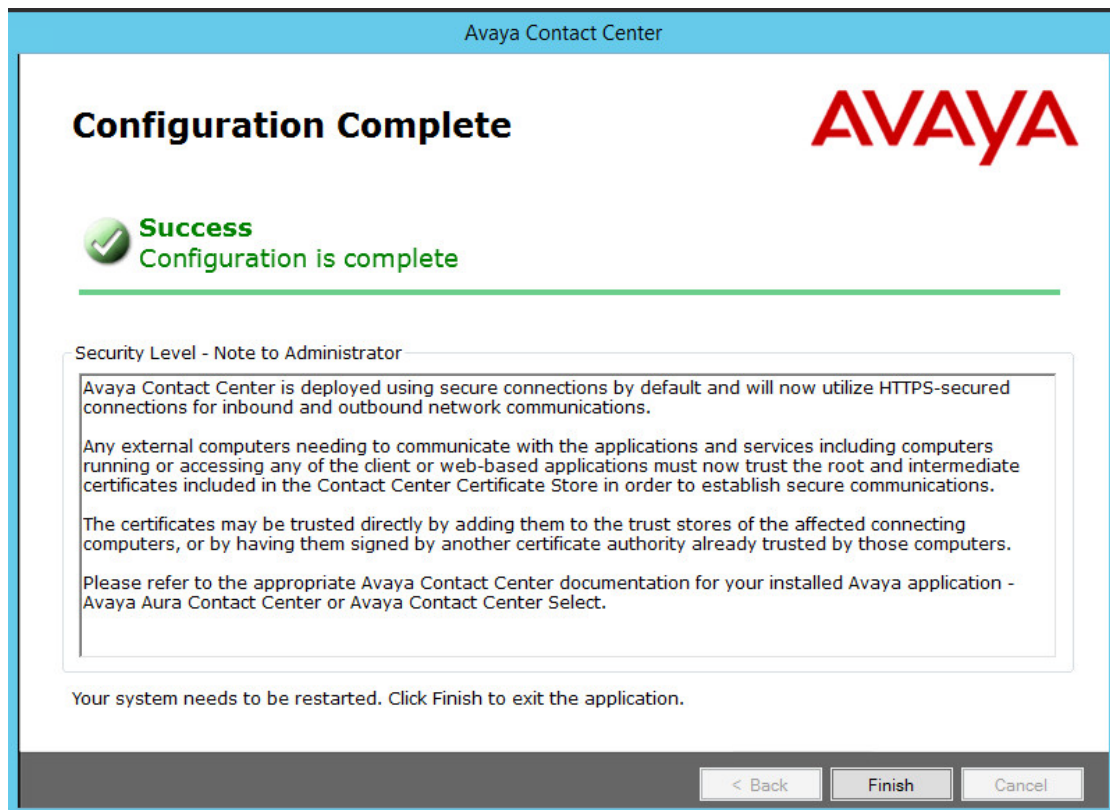 Avaya Contact Center
Configuration Complete
AVAYA
Success
Configuration is complete
Security Level - Note to Administrator
Avaya Contact Center is deployed using secure connections by default and will now utilize HTTPS-secured
connections for inbound and outbound network communications.
Any external computers needing to communicate with the applications and services including computers
running or accessing any of the client or web-based applications must now trust the root and intermediate
certificates included in the Contact Center Certificate Store in order to establish secure communications.
The certificates may be trusted directly by adding them to the trust stores of the affected connecting
computers, or by having them signed by another certificate authority already trusted by those computers.
Please refer to the appropriate Avaya Contact Center documentation for your installed Avaya application -
Avaya Aura Contact Center or Avaya Contact Center Select.
Your system needs to be restarted. Click Finish to exit the application.
< Back Finish Cancel